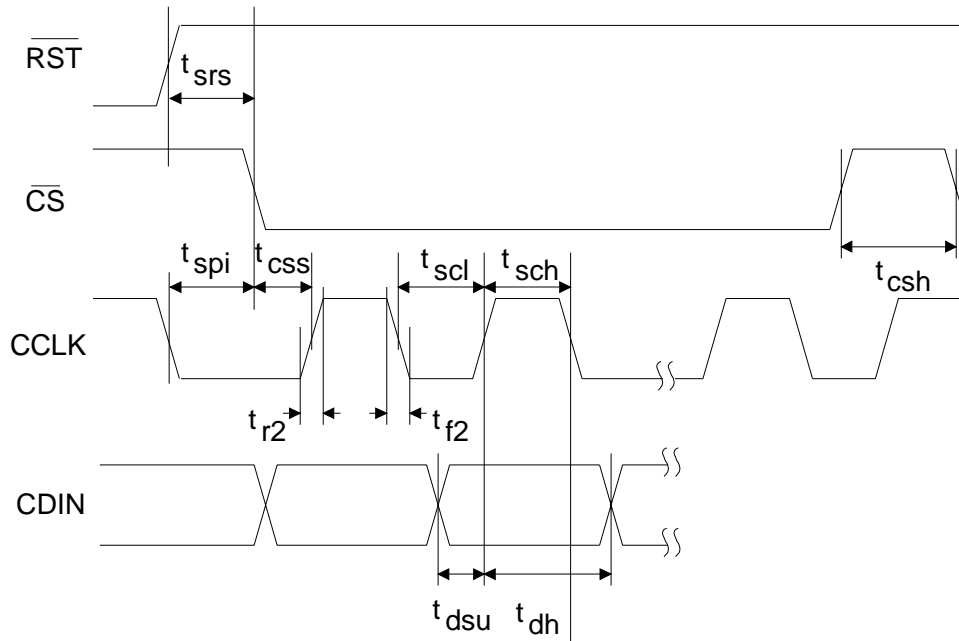 RST
t srs
CS
t spi
t css
t scl
t sch
t csh
CCLK
t r2
t f2
CDIN
t dsu
t dh